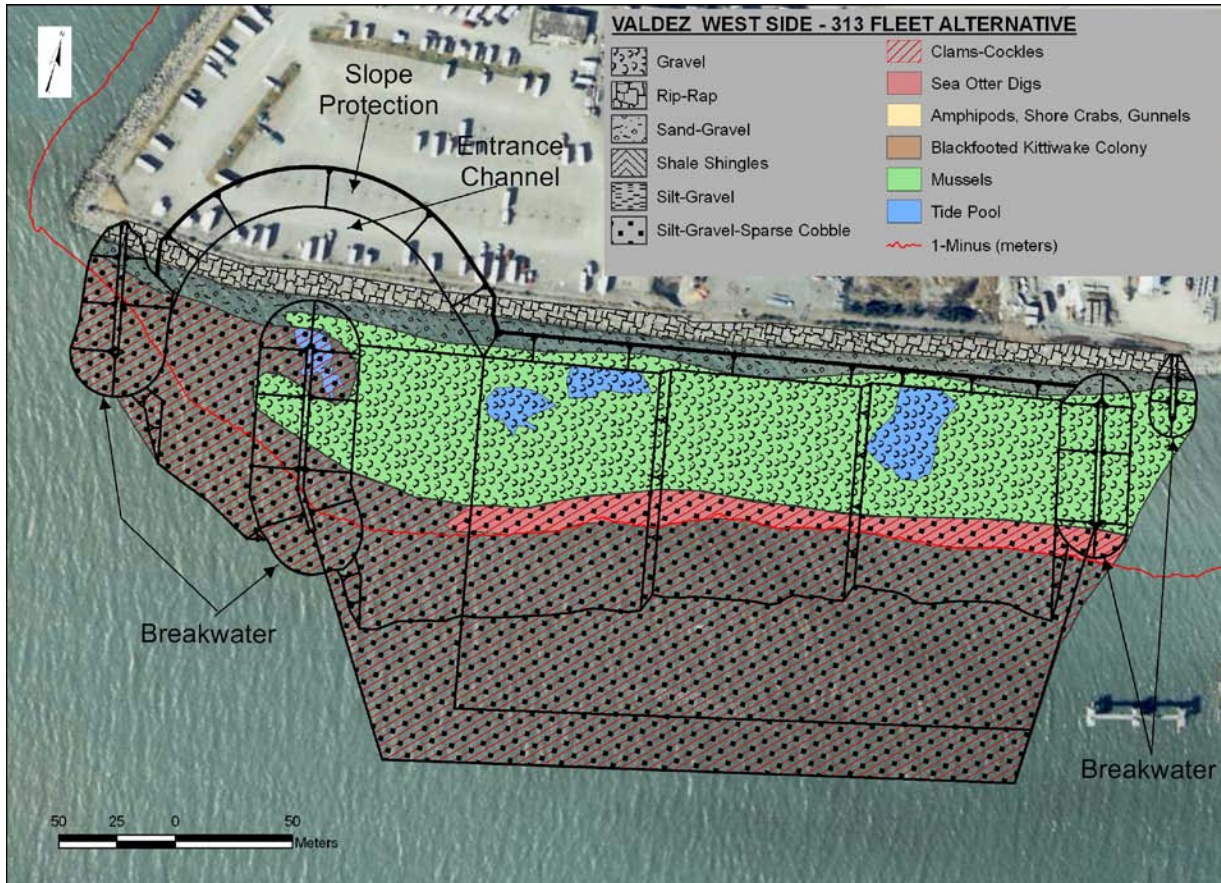 VALDEZ WEST SIDE - 313 FLEET ALTERNATIVE
Gravel
Rip-Rap
Sand-Gravel
Shale Shingles
Silt-Gravel
Silt-Gravel-Sparse Cobble
Clams-Cockles
Sea Otter Digs
Amphipods, Shore Crabs, Gunnels
Blackfooted Kittiwake Colony
Mussels
Tide Pool
1-Minus (meters)
N
Slope
Protection
Entrance
Channel
Breakwater
Breakwater
50 25 0 50
Meters